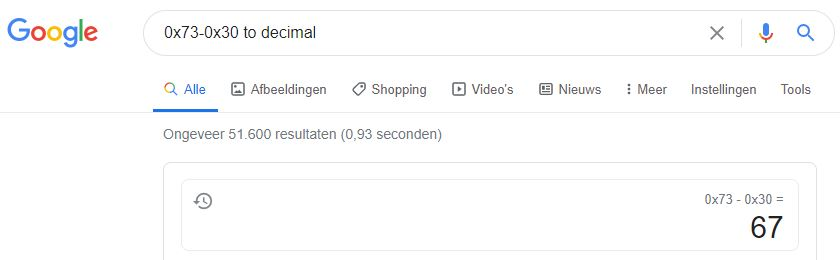 Google
0x73-0x30 to decimal
Alle Afbeeldingen Shopping Video's Nieuws Meer Instellingen Tools
Ongeveer 51.600 resultaten (0,93 seconden)
0x73 - 0x30 =
67